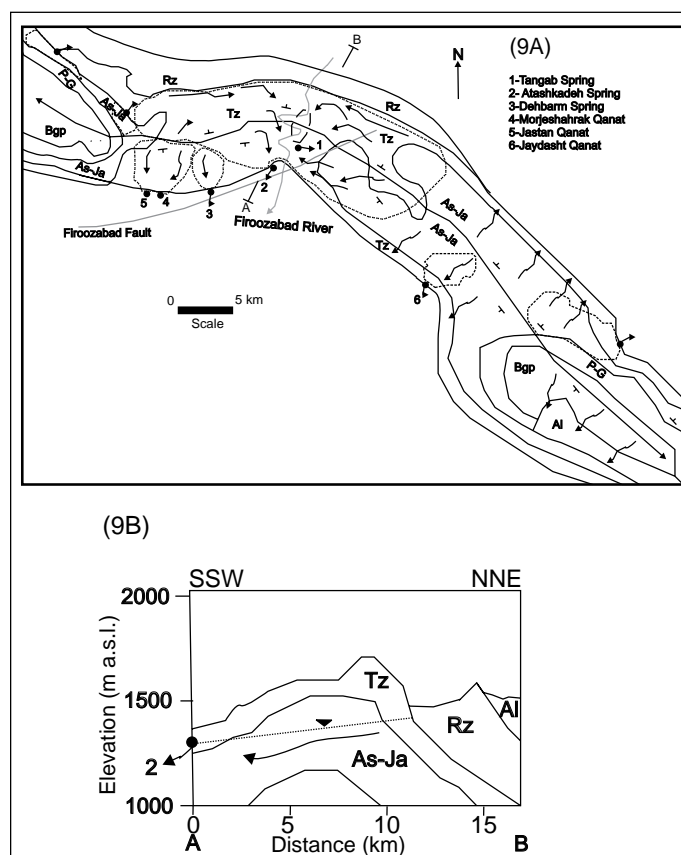 (9A)
B
N
1-Tangab Spring
2- Atashkadeh Spring
3-Dehbarm Spring
4-Morjeshahrak Qanat
5-Jastan Qanat
6-Jaydasht Qanat
Rz
P-G
As-Ja
Tz
Rz
Bgp
Tz
As-Ja
1
2
5
4
3
A
As-Ja
As-Ja
Firoozabad Fault
Firoozabad River
Tz
6
0 5 km
Scale
Bgp
P-G
Al
(9B)
SSW NNE
2000
1500
1000
Elevation (m a.s.l.)
Tz
Al
Rz
As-Ja
2
0 5 10 15
A Distance (km) B